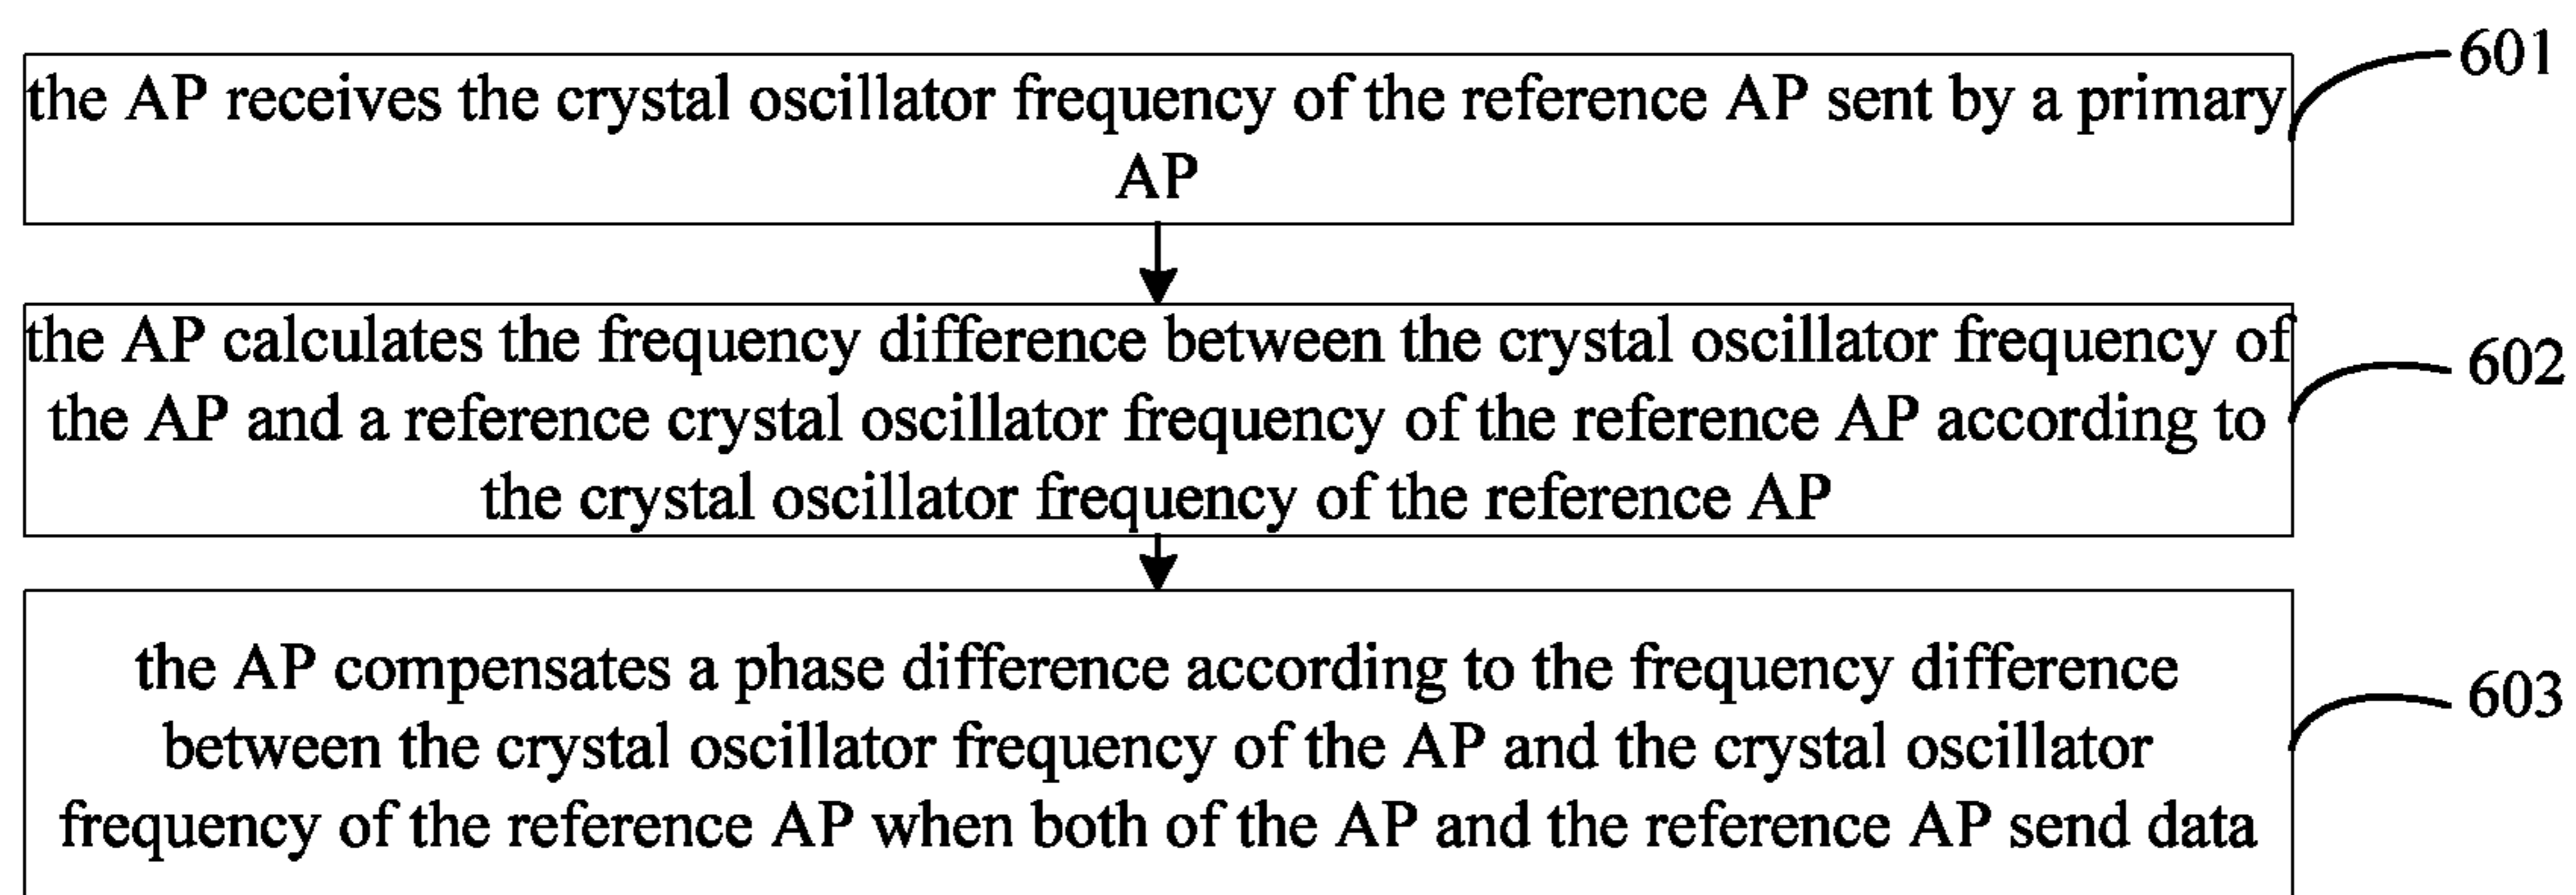 601
the AP receives the crystal oscillator frequency of the reference AP sent by a primary
AP
the AP calculates the frequency difference between the crystal oscillator frequency of
602
the AP and a reference crystal oscillator frequency of the reference AP according to
the crystal oscillator frequency of the reference AP
the AP compensates a phase difference according to the frequency difference
603
between the crystal oscillator frequency of the AP and the crystal oscillator
frequency of the reference AP when both of the AP and the reference AP send data